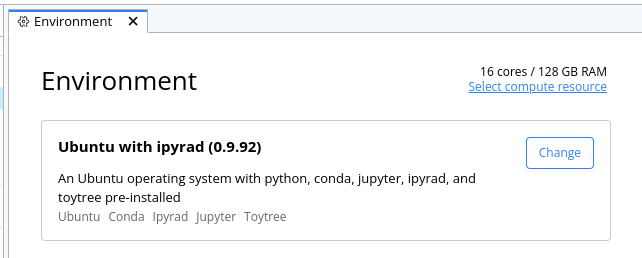 Environment
Environment
16 cores / 128 GB RAM
Select compute resource
Ubuntu with ipyrad (0.9.92)
Change
An Ubuntu operating system with python, conda, jupyter, ipyrad, and
toytree pre-installed
Ubuntu Conda Ipyrad Jupyter Toytree